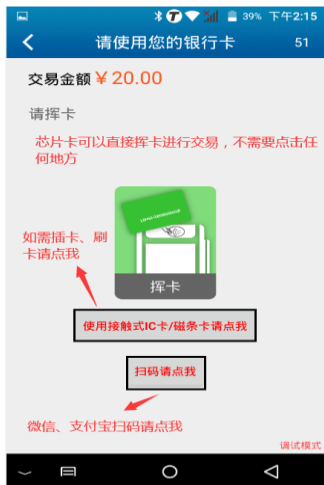 39% 下午2:15
请使用您的银行卡 51
交易金额￥20.00
请挥卡
芯片卡可以直接挥卡进行交易，不需要点击任
何地方
如需插卡、刷
卡请点我
挥卡
使用接触式IC卡/磁条卡请点我
扫码请点我
微信、支付宝扫码请点我
调试模式